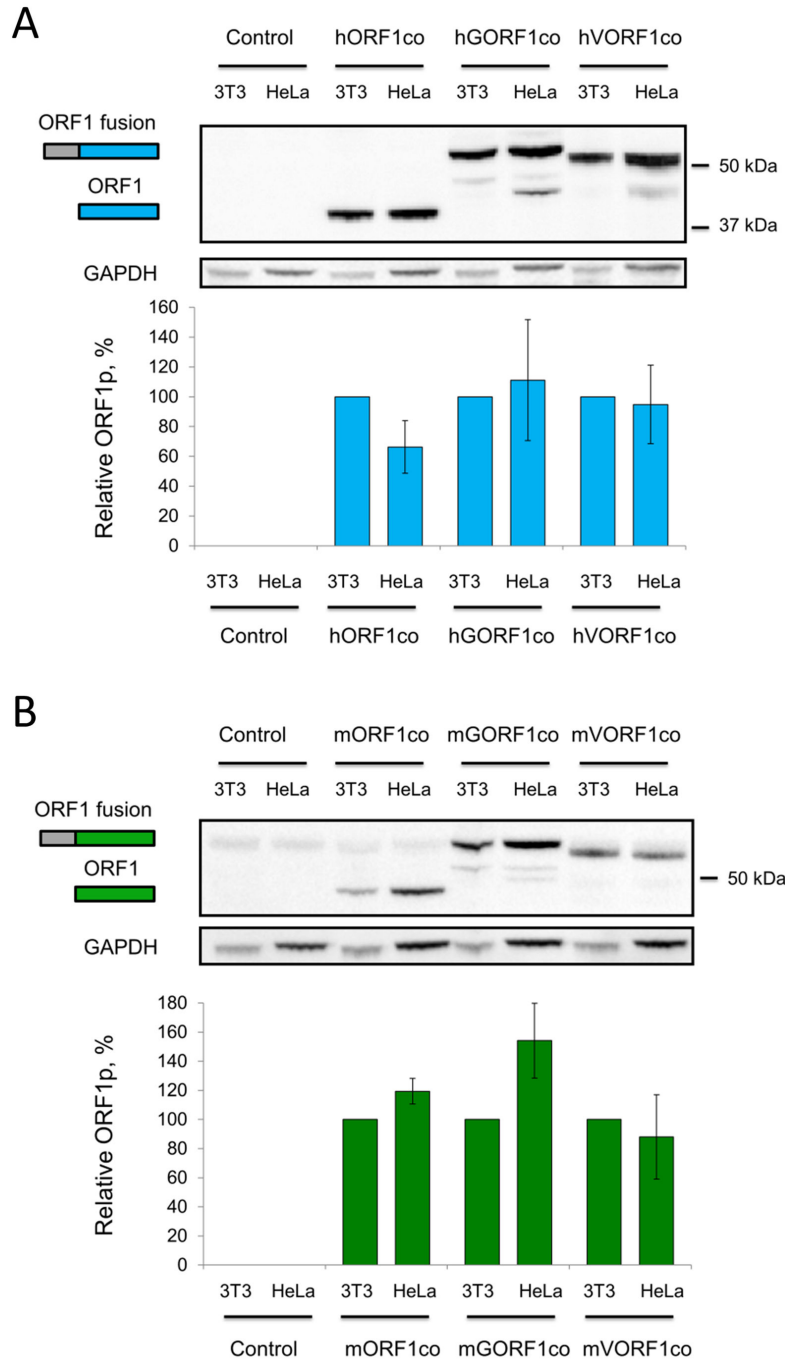 A
Control hORF1co hGORF1co hVORF1co
3T3 HeLa 3T3 HeLa 3T3 HeLa 3T3 HeLa
ORF1 fusion
50 kDa
ORF1
37 kDa
GAPDH
160
140
120
100
80
60
40
20
0
Relative ORF1p, %
3T3 HeLa 3T3 HeLa 3T3 HeLa 3T3 HeLa
Control hORF1co hGORF1co hVORF1co
B
Control mORF1co mGORF1co mVORF1co
3T3 HeLa 3T3 HeLa 3T3 HeLa 3T3 HeLa
ORF1 fusion
ORF1
50 kDa
GAPDH
180
160
140
120
100
80
60
40
20
0
Relative ORF1p, %
3T3 HeLa 3T3 HeLa 3T3 HeLa 3T3 HeLa
Control mORF1co mGORF1co mVORF1co